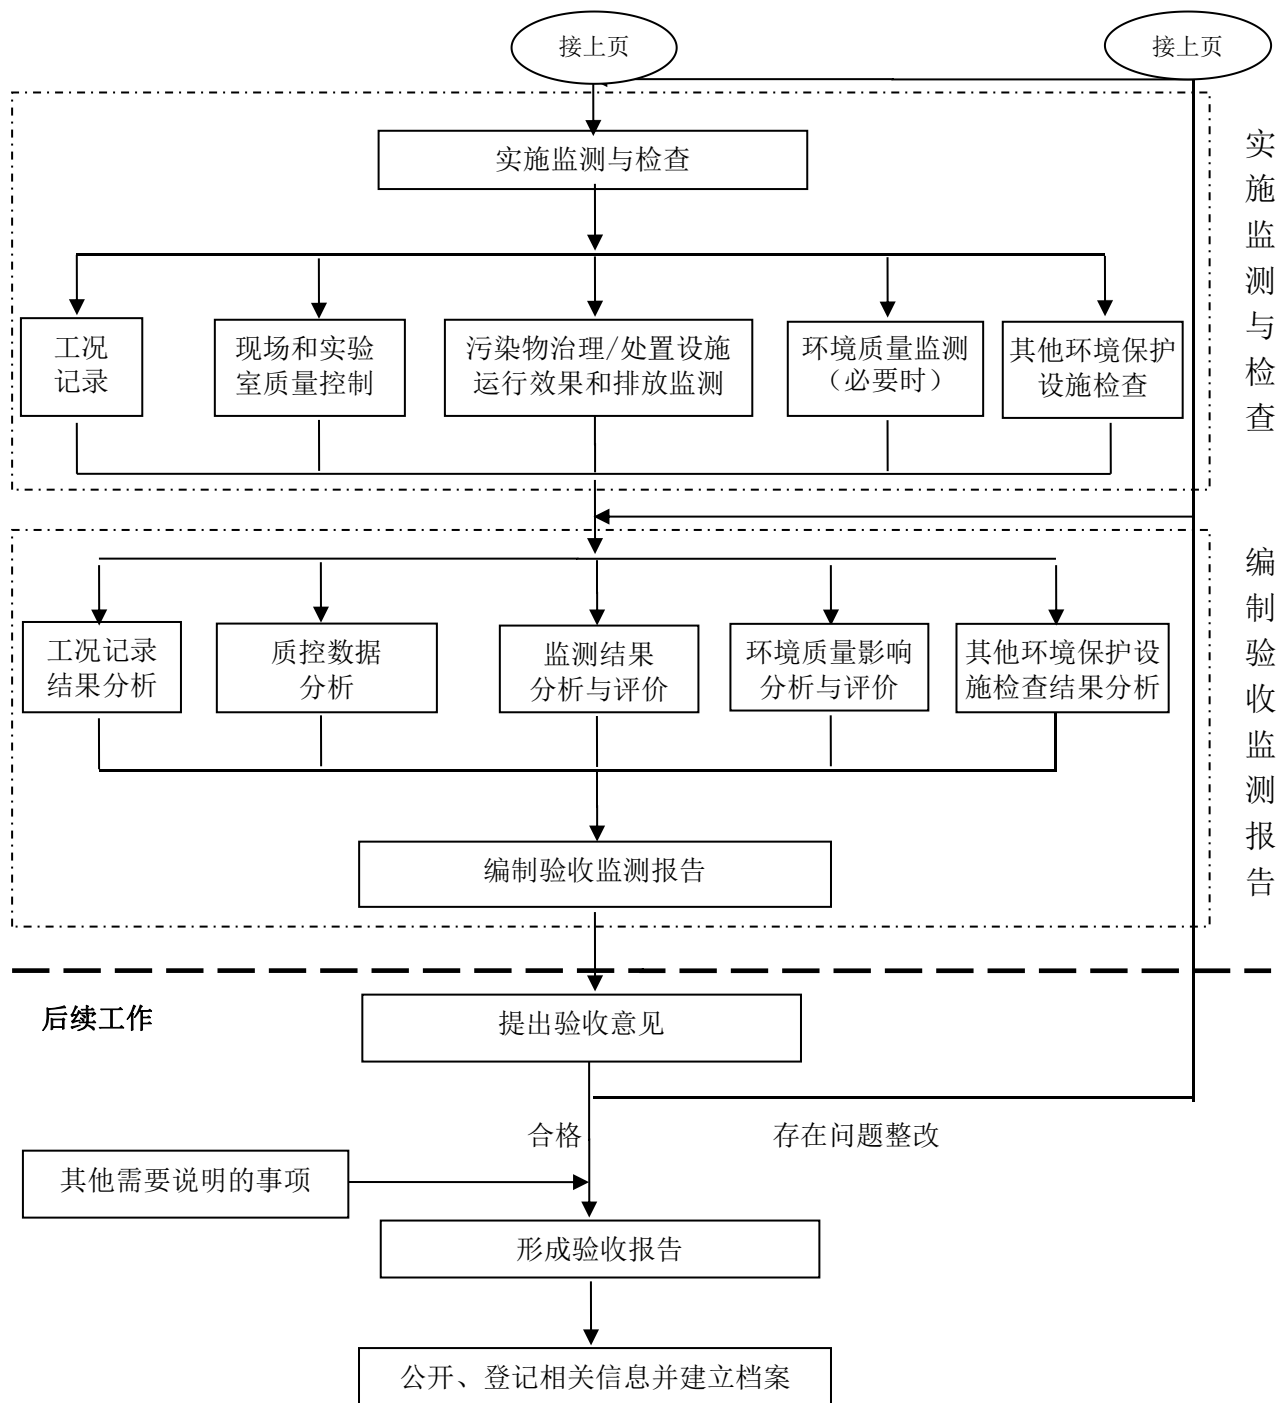 接上页
接上页
实施监测与检查
实施监测与检查
工况
记录
现场和实验
室质量控制
污染物治理/处置设施
运行效果和排放监测
环境质量监测
（必要时）
其他环境保护
设施检查
编制验收监测报告
工况记录
结果分析
质控数据
分析
监测结果
分析与评价
环境质量影响
分析与评价
其他环境保护设
施检查结果分析
编制验收监测报告
后续工作
提出验收意见
合格
存在问题整改
其他需要说明的事项
形成验收报告
公开、登记相关信息并建立档案